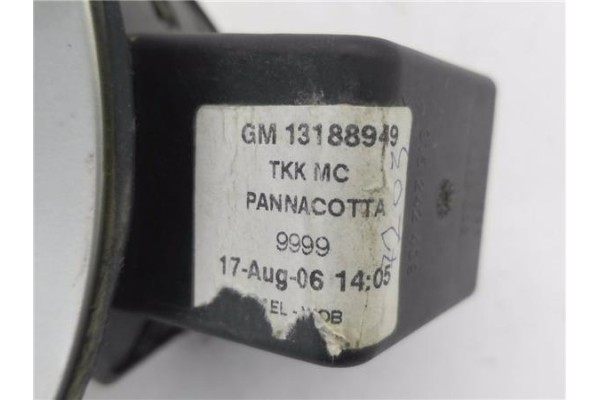 GM 13188949
TKK MC
PANNACOTTA
9999
17-Aug-06 14:05